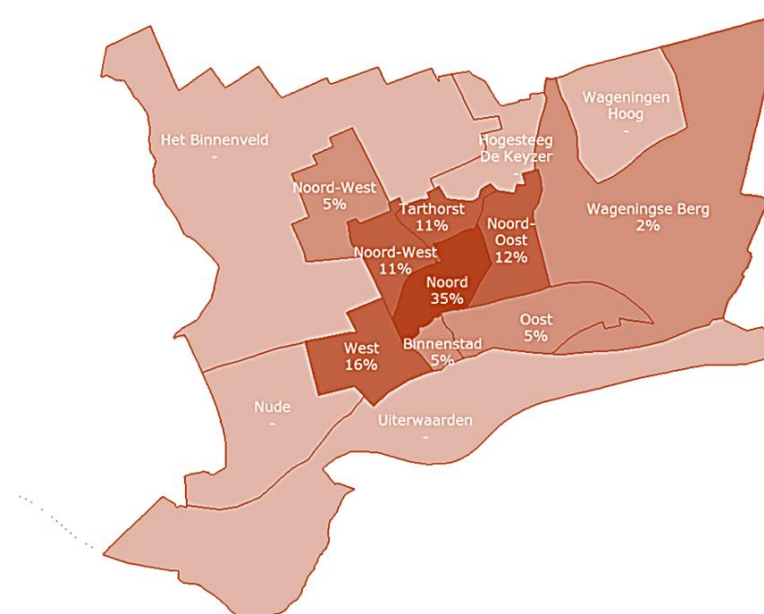 Wageningen
Hoog
-
Het Binnenveld
-
Hogesteeg
De Keyzer
-
Noord-West
5%
Tarthorst
11%
Noord-
Oost
12%
Wageningse Berg
2%
Noord-West
11%
Noord
35%
Oost
5%
West
16%
Binnenstad
5%
Nude
-
Uiterwaarden
-